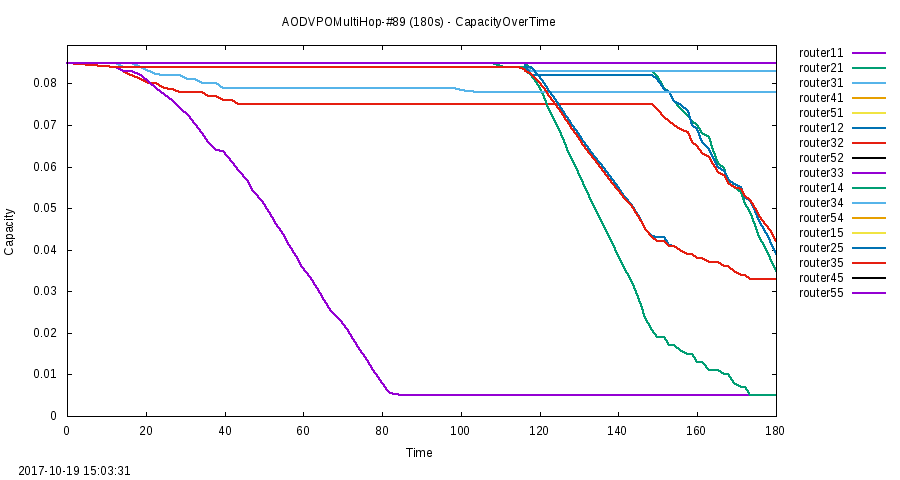 AODVPOMultiHop-#89 (180s) - CapacityOverTime
router11
router21
router31
router41
router51
router12
router32
router52
router33
router14
router34
router54
router15
router25
router35
router45
router55
0.08
0.07
0.06
0.05
0.04
0.03
0.02
0.01
0
Capacity
0 20 40 60 80 100 120 140 160 180
Time
2017-10-19 15:03:31